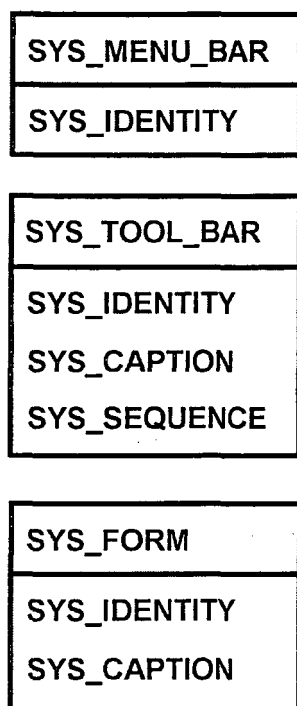 SYS_MENU_BAR
SYS_IDENTITY
SYS_TOOL_BAR
SYS_IDENTITY
SYS_CAPTION
SYS_SEQUENCE
SYS_FORM
SYS_IDENTITY
SYS_CAPTION